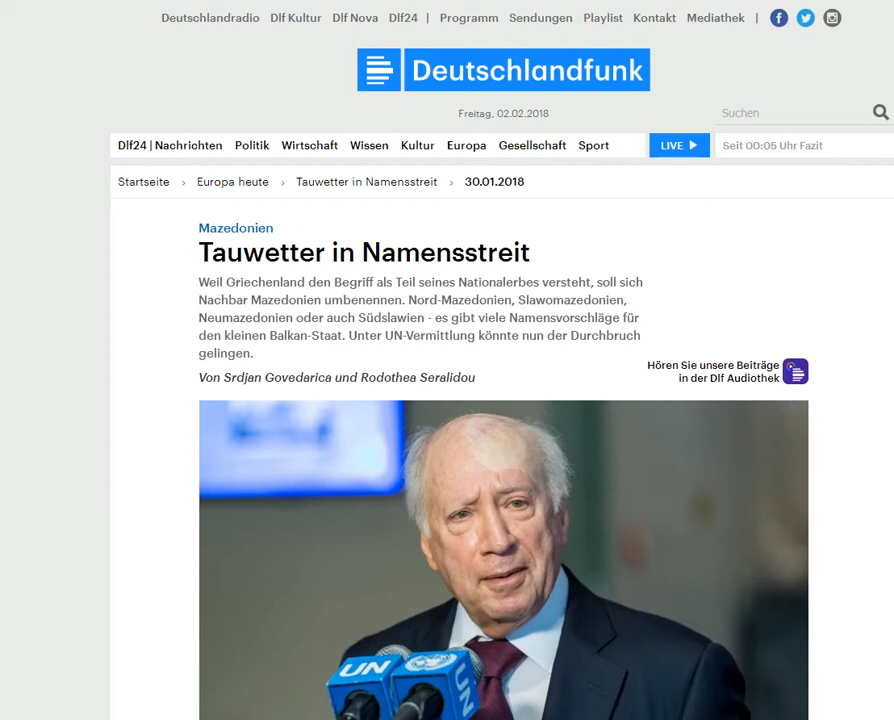 Deutschlandradio Dlf Kultur Dlf Nova Dlf24 | Programm Sendungen Playlist Kontakt Mediathek |
Deutschlandfunk
Freitag, 02.02.2018
Suchen
Dlf24 | Nachrichten Politik Wirtschaft Wissen Kultur Europa Gesellschaft Sport LIVE Seit 00:05 Uhr Fazit
Startseite › Europa heute › Tauwetter in Namensstreit › 30.01.2018
Mazedonien
Tauwetter in Namensstreit
Weil Griechenland den Begriff als Teil seines Nationalerbes versteht, soll sich
Nachbar Mazedonien umbenennen. Nord-Mazedonien, Slawomazedonien,
Neumazedonien oder auch Südslawien - es gibt viele Namensvorschläge für
den kleinen Balkan-Staat. Unter UN-Vermittlung könnte nun der Durchbruch
gelingen.
Hören Sie unsere Beiträge
in der Dlf Audiothek
Von Srdjan Govedarica und Rodothea Seralidou
UN
UN